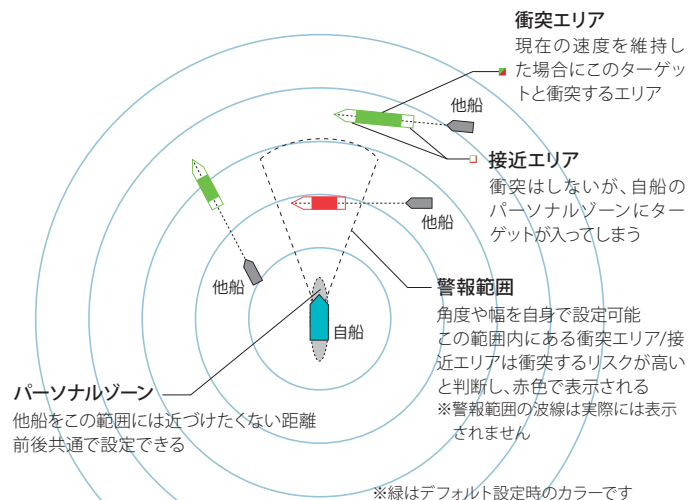 衝突エリア
現在の速度を維持し
た場合にこのターゲッ
トと衝突するエリア
他船
接近エリア
衝突はしないが、自船の
パーソナルゾーンにター
ゲットが入ってしまう
他船
他船
警報範囲
角度や幅を自身で設定可能
この範囲内にある衝突エリア/接
近エリアは衝突するリスクが高い
と判断し、赤色で表示される
※警報範囲の波線は実際には表示
されません
自船
パーソナルゾーン
他船をこの範囲には近づけたくない距離
前後共通で設定できる
※緑はデフォルト設定時のカラーです